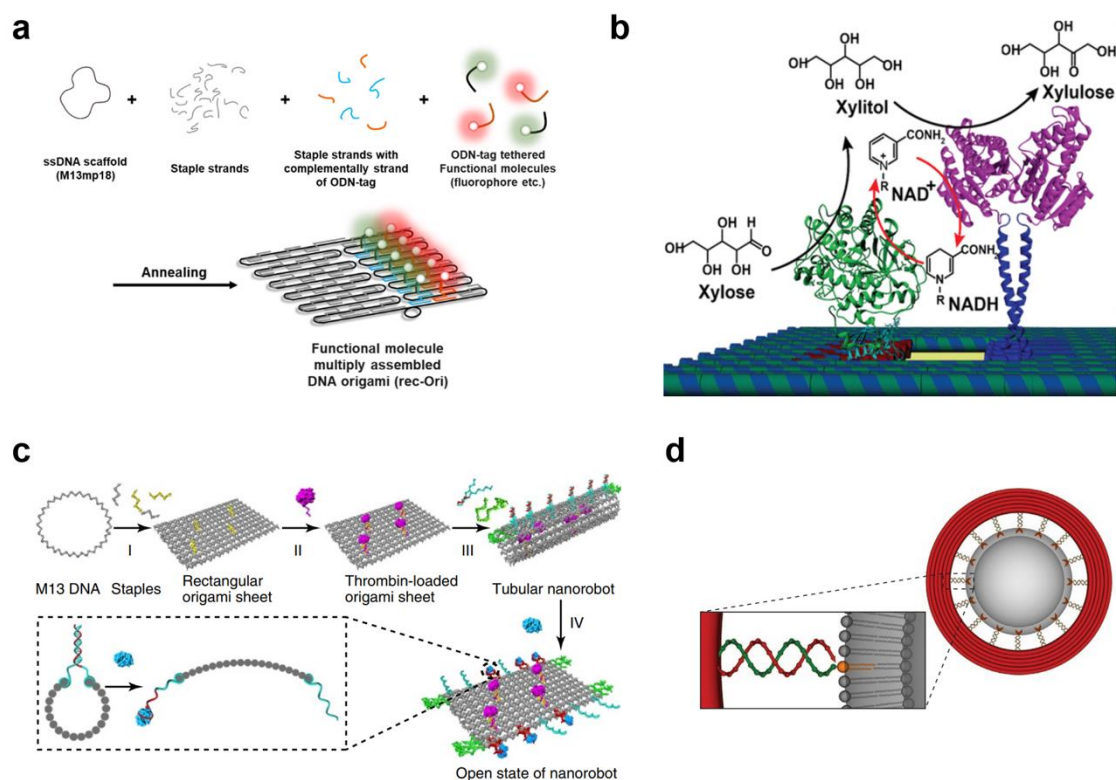 a
+
+
+
ssDNA scaffold
(M13mp18)
Staple strands
Staple strands with
complementally strand
of ODN-tag
ODN-tag tethered
Functional molecules
(fluorophore etc.)
Annealing
Functional molecule
multiply assembled
DNA origami (rec-Ori)
b
OH OH
HO OH
OH
Xylitol
OH OH
HO OH
OH O
Xylulose
CONH2
N
+
R
NAD+
OH OH H
HO O
OH OH
Xylose
CONH2
N
R
NADH
c
I
II
III
M13 DNA
Staples
Rectangular
origami sheet
Thrombin-loaded
origami sheet
Tubular nanorobot
IV
Open state of nanorobot
d